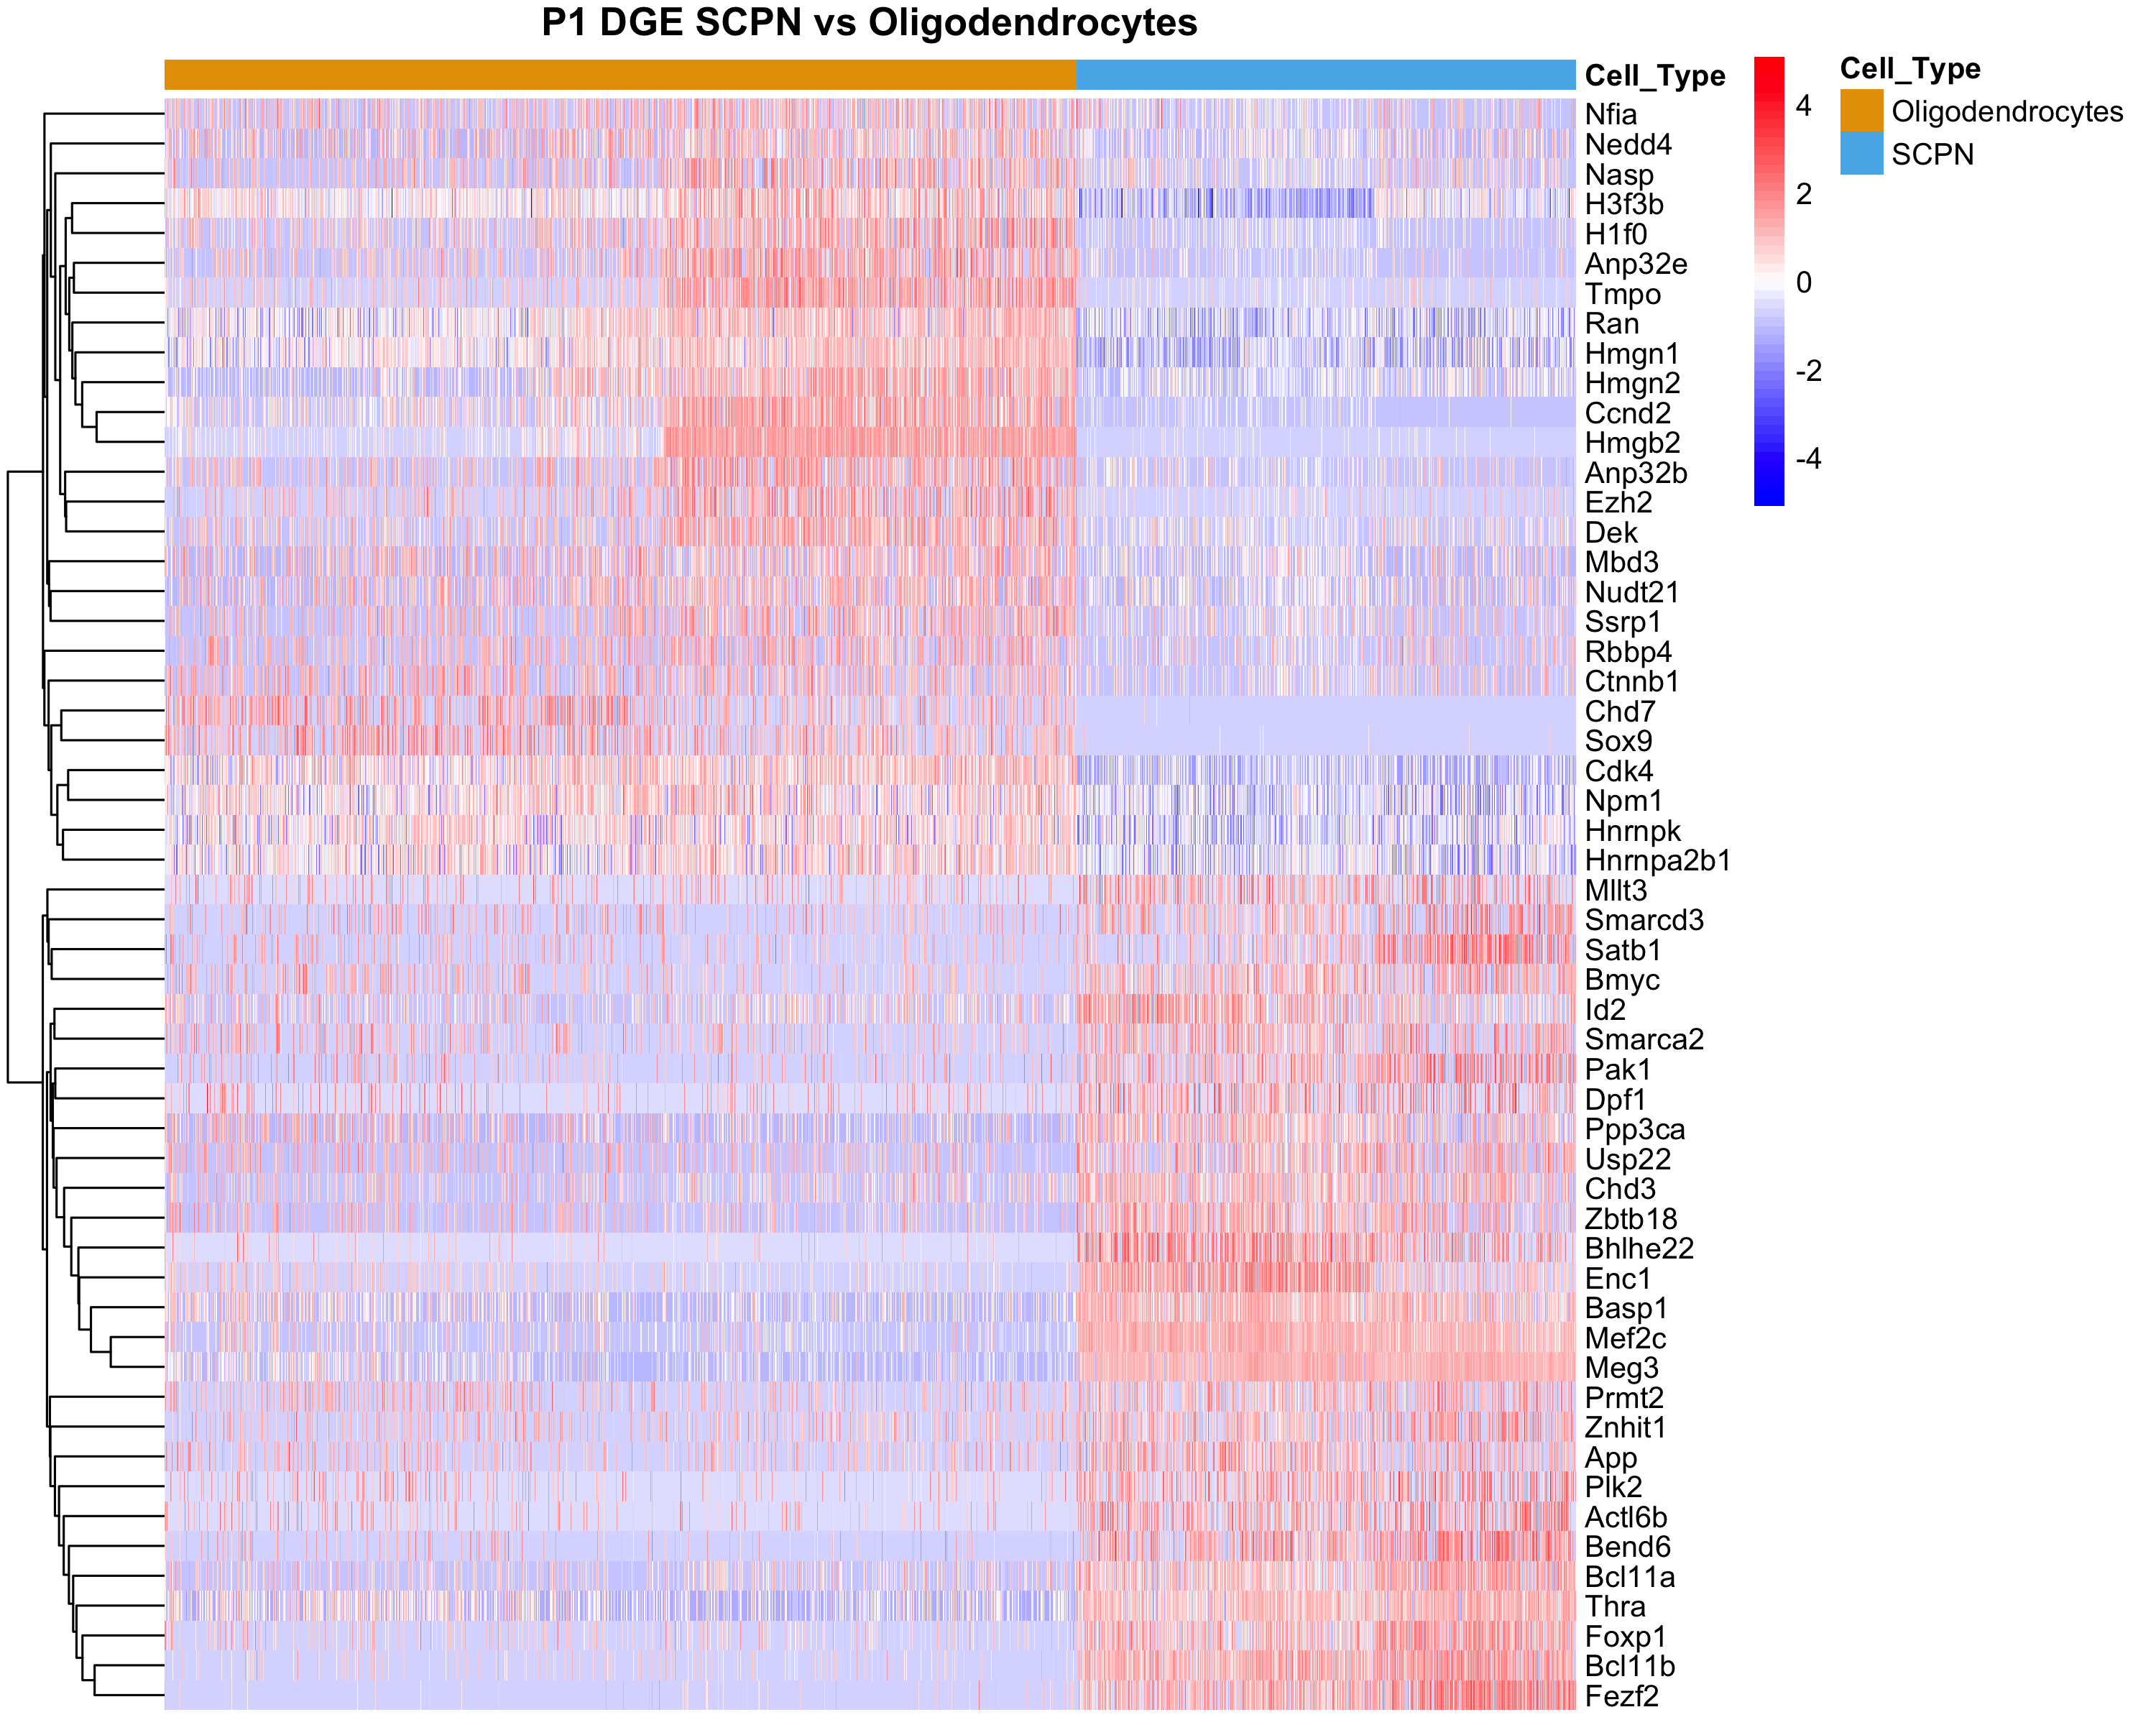 P1 DGE SCPN vs Oligodendrocytes
Cell_Type
Nfia
Nedd4
Nasp
H3f3b
H1f0
Anp32e
Tmpo
Ran
Hmgn1
Hmgn2
Ccnd2
Hmgb2
Anp32b
Ezh2
Dek
Mbd3
Nudt21
Ssrp1
Rbbp4
Ctnnb1
Chd7
Sox9
Cdk4
Npm1
Hnrnpk
Hnrnpa2b1
Mllt3
Smarcd3
Satb1
Bmyc
Id2
Smarca2
Pak1
Dpf1
Ppp3ca
Usp22
Chd3
Zbtb18
Bhlhe22
Enc1
Basp1
Mef2c
Meg3
Prmt2
Znhit1
App
Plk2
Actl6b
Bend6
Bcl11a
Thra
Foxp1
Bcl11b
Fezf2
4
2
0
-2
-4
Cell_Type
Oligodendrocytes
SCPN